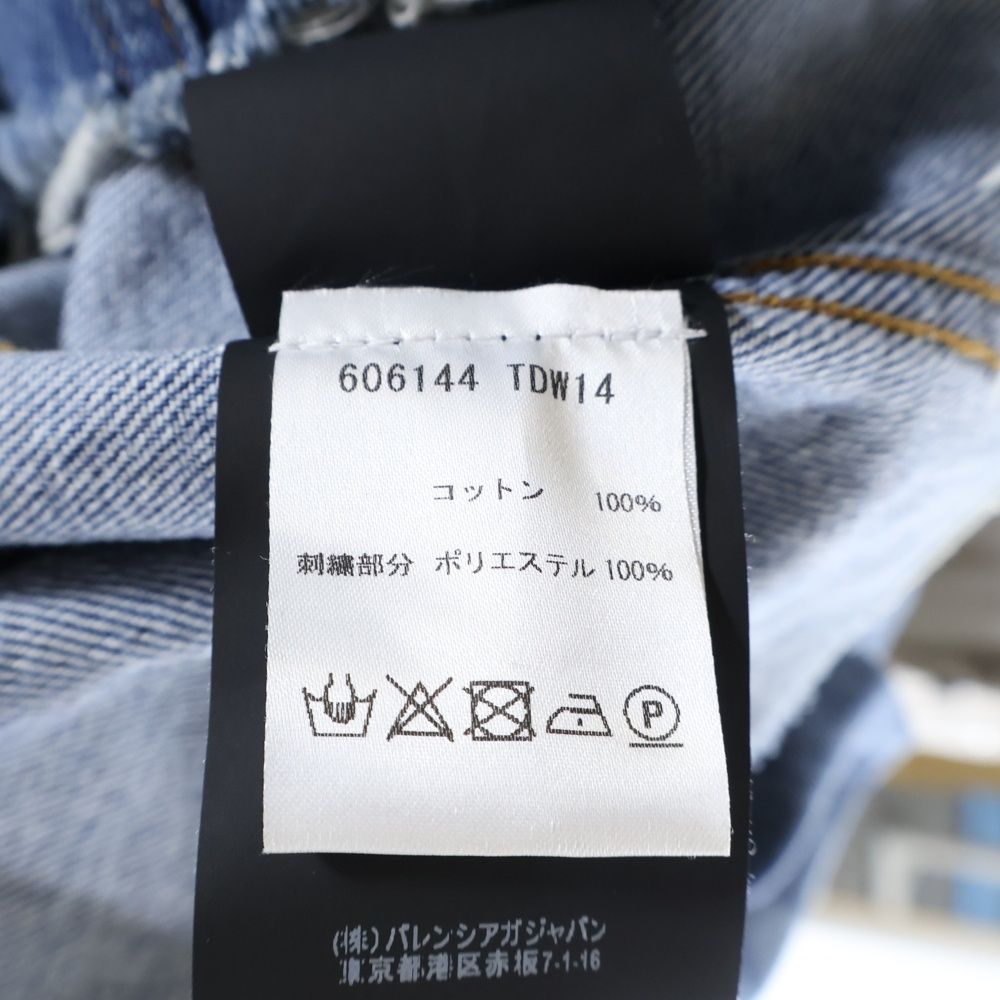 606144 TDW14
コットン 100%
刺繍部分 ポリエステル 100%
P
(株)バレンシアガジャパン
東京都港区赤坂7-1-16